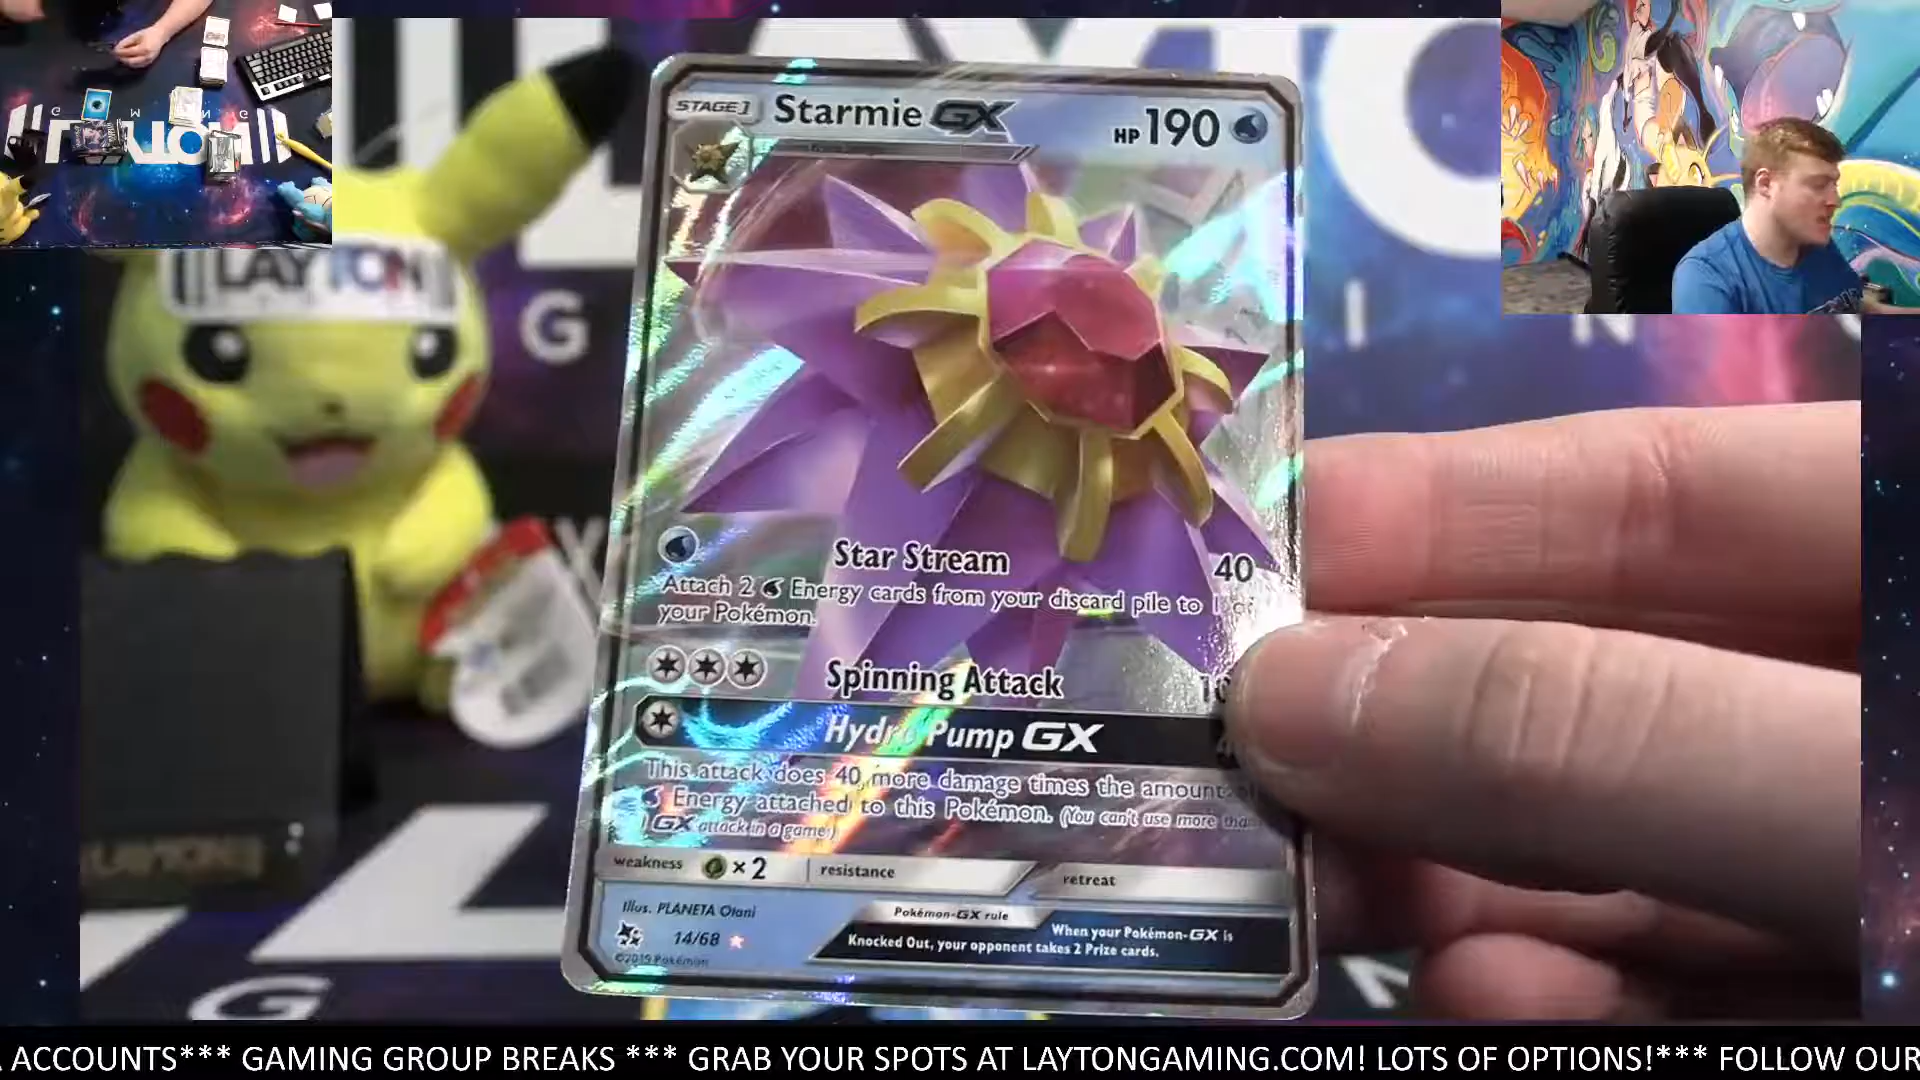 STAGE 1 Starmie GX HP 190
LAYTON
G
Star Stream 40
Attach 2 Energy cards from your discard pile to
your Pokémon.
Spinning Attack
Hydro Pump GX
This attack does 40 more damage times the amount
Energy attached to this Pokémon. (You can't use more than
1 GX attack in a game.)
weakness ×2 resistance retreat
Illus. PLANETA Otani
14/68
©2019 Pokémon
Pokémon-GX rule
When your Pokémon-GX is
Knocked Out, your opponent takes 2 Prize cards.
G
ACCOUNTS*** GAMING GROUP BREAKS *** GRAB YOUR SPOTS AT LAYTONGAMING.COM! LOTS OF OPTIONS!*** FOLLOW OUR